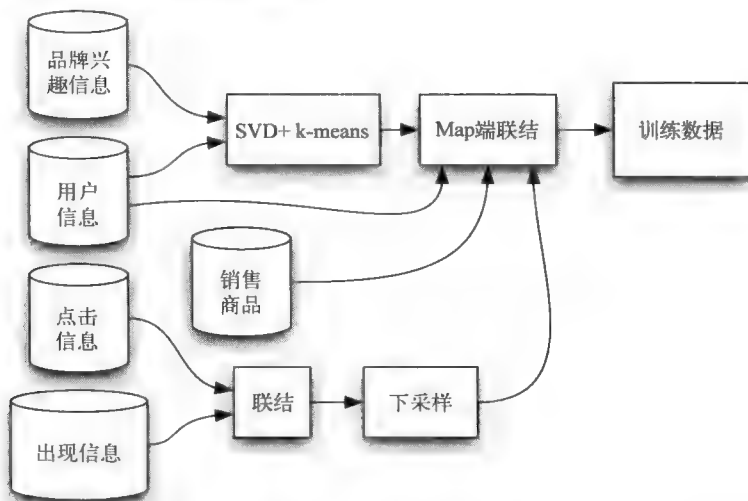 品牌兴
趣信息
SVD+ k-means
Map端联结
训练数据
用户
信息
销售
商品
点击
信息
联结
下采样
出现信息